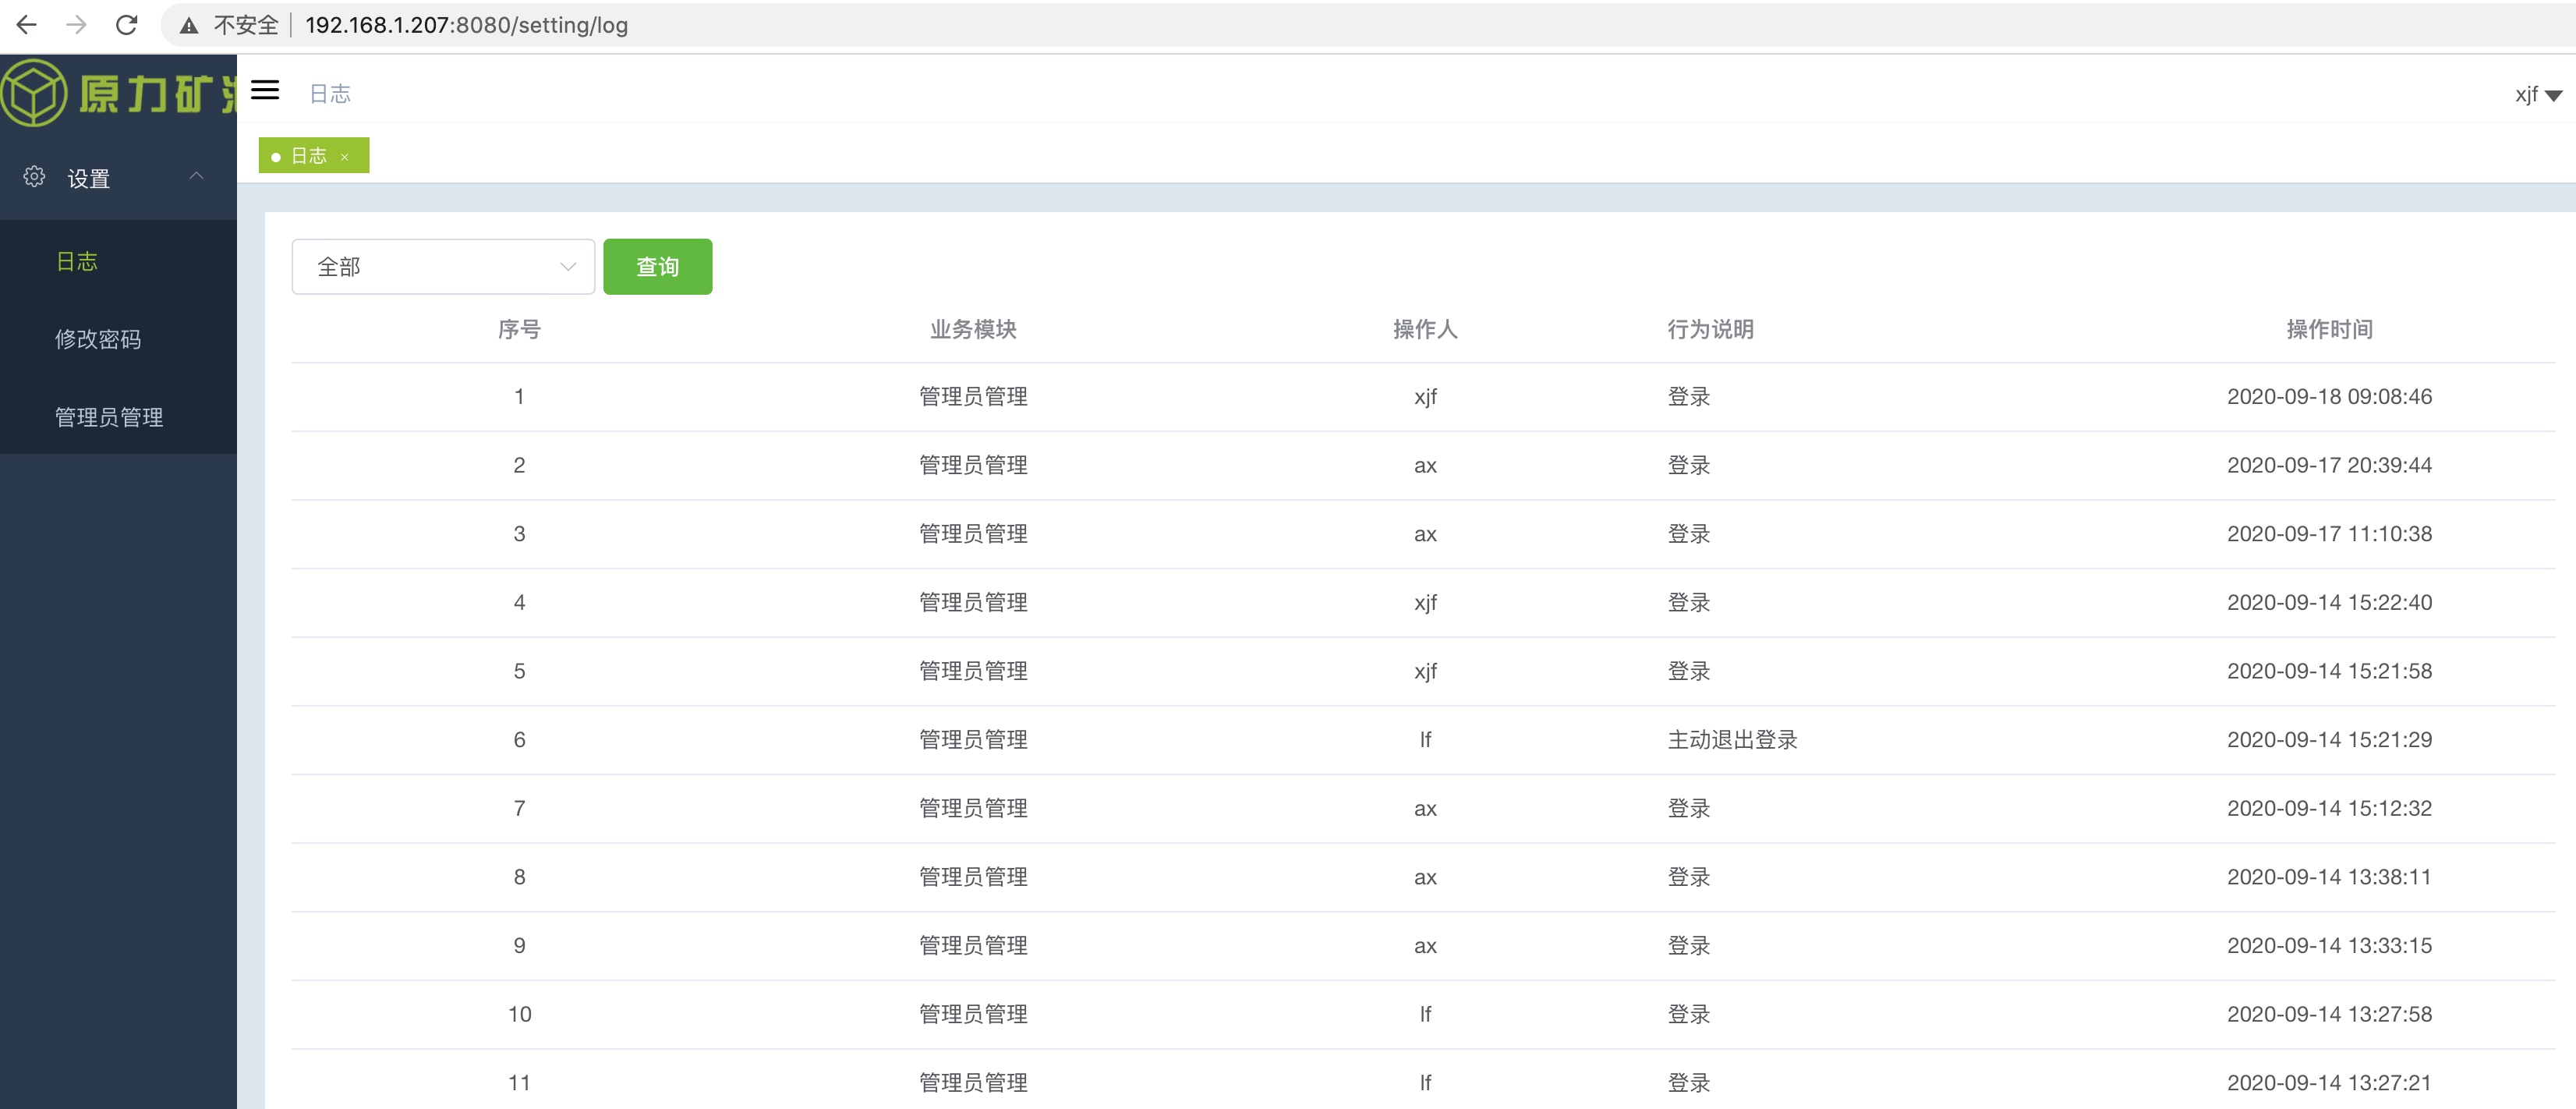 不安全 192.168.1.207:8080/setting/log
原力矿
日志
xjf
日志 ×
设置
日志
修改密码
管理员管理
全部 查询
序号 业务模块 操作人 行为说明 操作时间
1 管理员管理 xjf 登录 2020-09-18 09:08:46
2 管理员管理 ax 登录 2020-09-17 20:39:44
3 管理员管理 ax 登录 2020-09-17 11:10:38
4 管理员管理 xjf 登录 2020-09-14 15:22:40
5 管理员管理 xjf 登录 2020-09-14 15:21:58
6 管理员管理 lf 主动退出登录 2020-09-14 15:21:29
7 管理员管理 ax 登录 2020-09-14 15:12:32
8 管理员管理 ax 登录 2020-09-14 13:38:11
9 管理员管理 ax 登录 2020-09-14 13:33:15
10 管理员管理 lf 登录 2020-09-14 13:27:58
11 管理员管理 lf 登录 2020-09-14 13:27:21